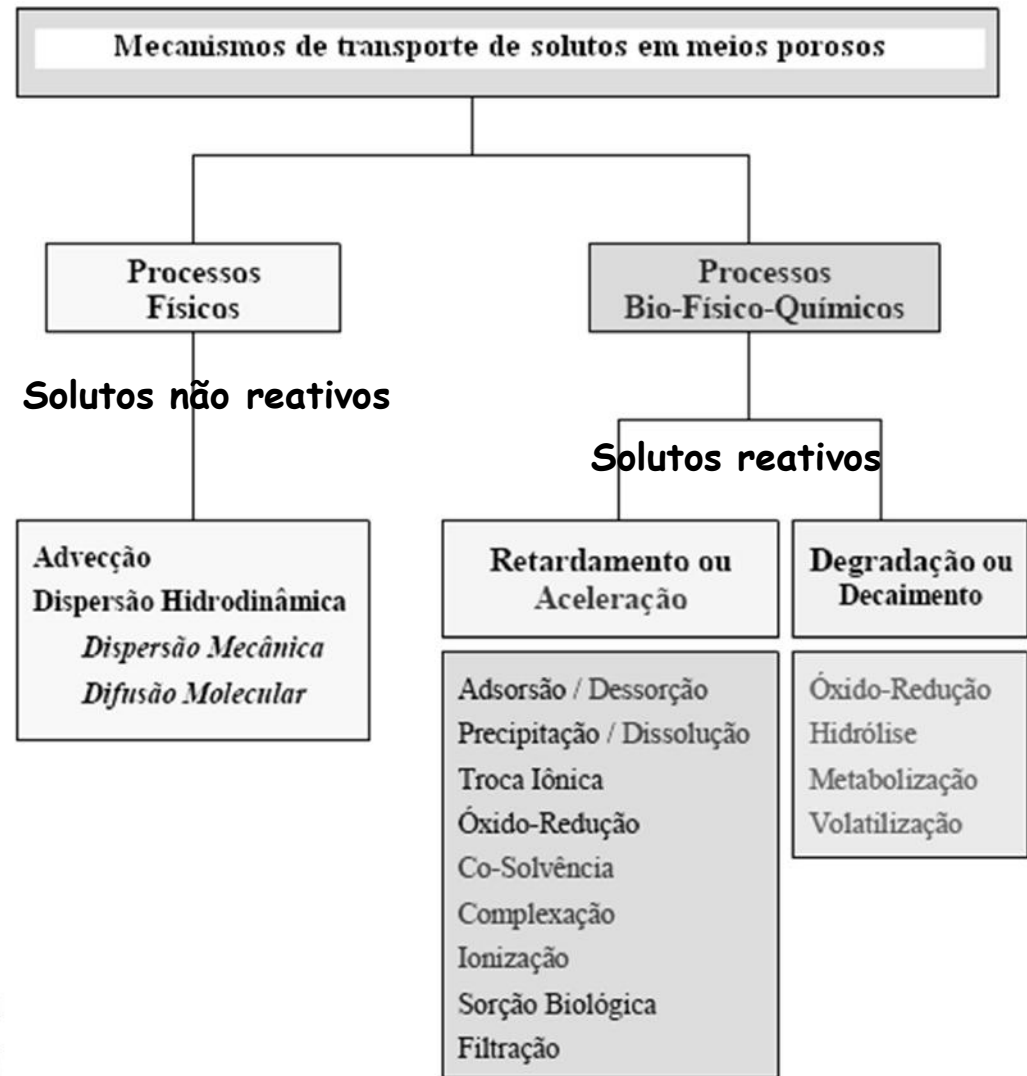 Mecanismos de transporte de solutos em meios porosos
Processos
Físicos
Solutos não reativos
Advecção
Dispersão Hidrodinâmica
Dispersão Mecânica
Difusão Molecular
Processos
Bio-Físico-Químicos
Solutos reativos
Retardamento ou
Aceleração
Adsorsão / Dessorção
Precipitação / Dissolução
Troca Iônica
Óxido-Redução
Co-Solvência
Complexação
Ionização
Sorção Biológica
Filtração
Degradação ou
Decaimento
Óxido-Redução
Hidrólise
Metabolização
Volatilização